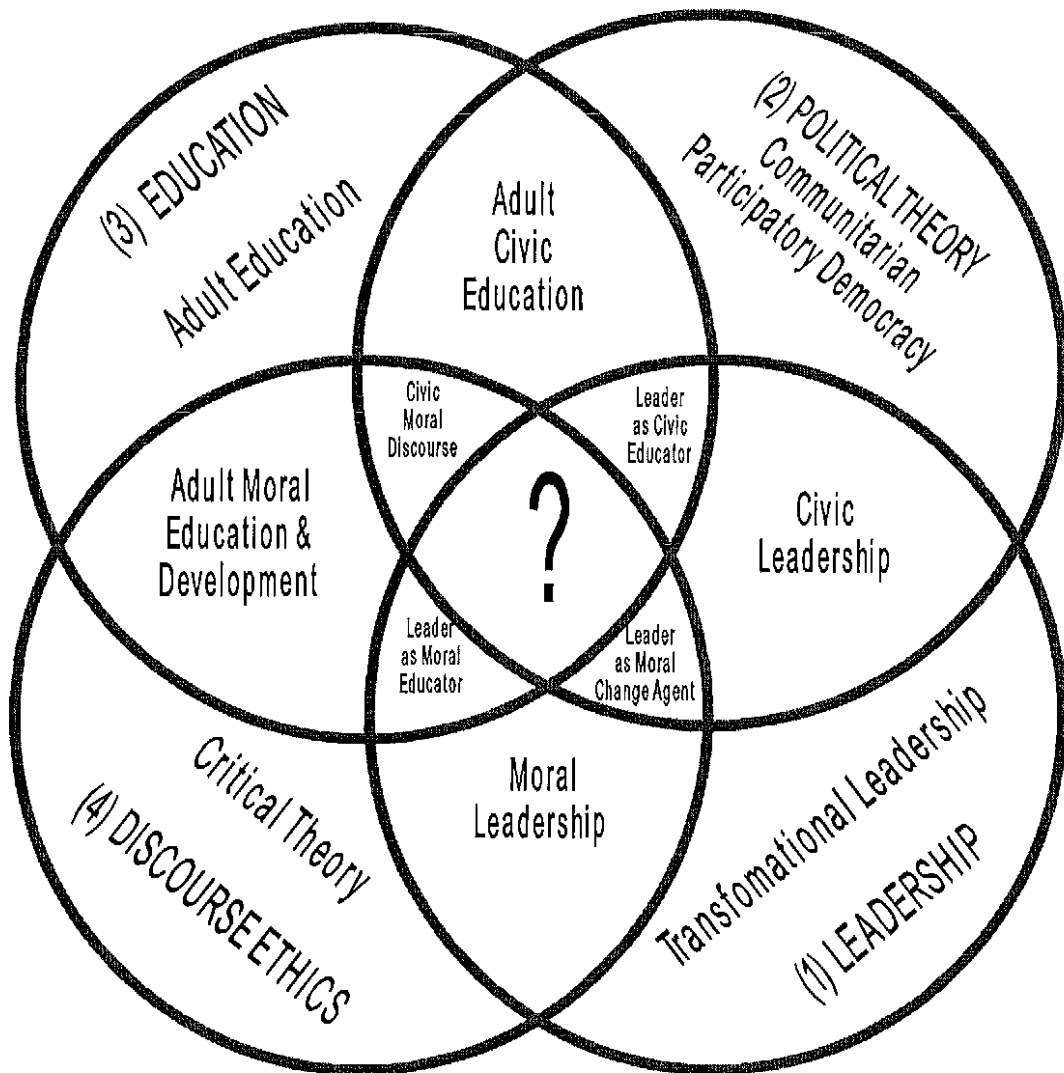 (3) EDUCATION
Adult Education
(2) POLITICAL THEORY
Communitarian
Participatory Democracy
Adult
Civic
Education
Civic
Moral
Discourse
Leader
as Civic
Educator
Adult Moral
Education &
Development
?
Civic
Leadership
Leader
as Moral
Educator
Leader
as Moral
Change Agent
Critical Theory
(4) DISCOURSE ETHICS
Moral
Leadership
Transfomational Leadership
(1) LEADERSHIP